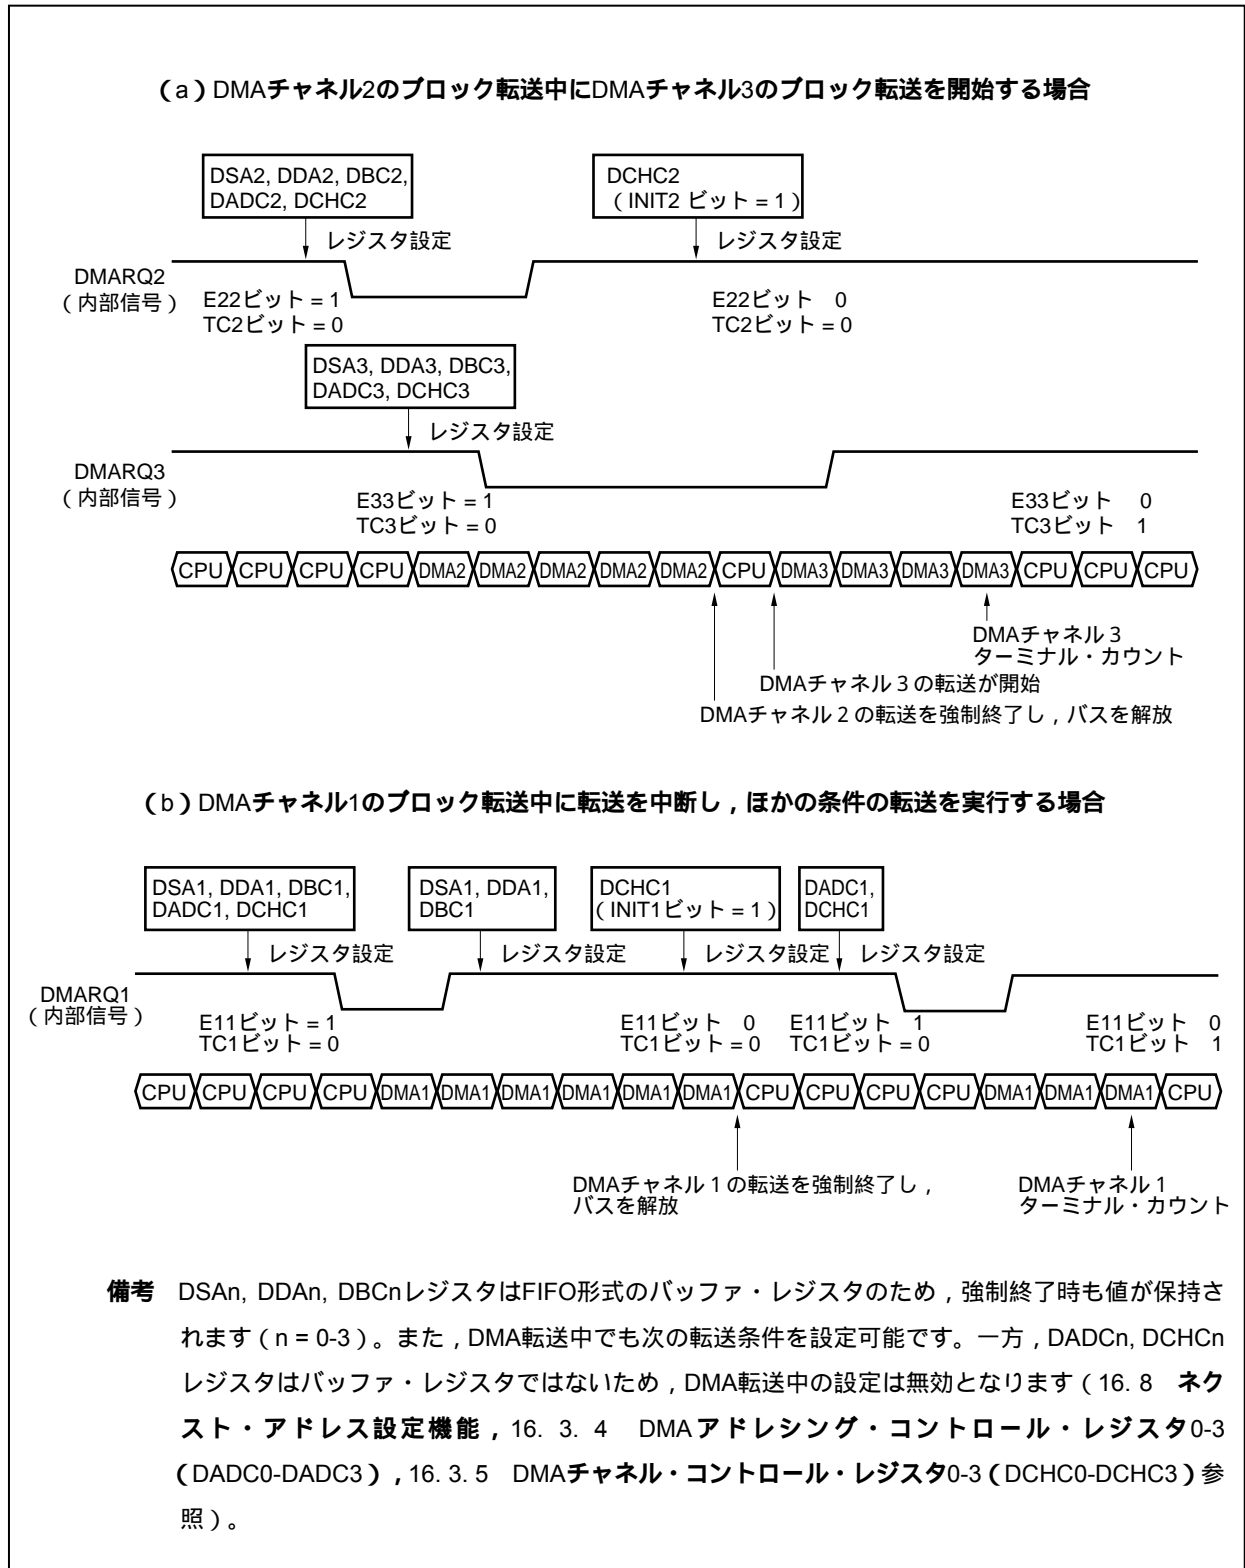 (a)DMAチャネル2のブロック転送中にDMAチャネル3のブロック転送を開始する場合
DSA2, DDA2, DBC2,
DADC2, DCHC2
DCHC2
(INIT2 ビット = 1)
レジスタ設定
レジスタ設定
DMARQ2
(内部信号)
E22ビット = 1
TC2ビット = 0
E22ビット 0
TC2ビット = 0
DSA3, DDA3, DBC3,
DADC3, DCHC3
レジスタ設定
DMARQ3
(内部信号)
E33ビット = 1
TC3ビット = 0
E33ビット 0
TC3ビット 1
CPU CPU CPU CPU DMA2 DMA2 DMA2 DMA2 DMA2 CPU DMA3 DMA3 DMA3 DMA3 CPU CPU CPU
DMAチャネル3
ターミナル・カウント
DMAチャネル3の転送が開始
DMAチャネル2の転送を強制終了し,バスを解放
(b)DMAチャネル1のブロック転送中に転送を中断し,ほかの条件の転送を実行する場合
DSA1, DDA1, DBC1,
DADC1, DCHC1
DSA1, DDA1,
DBC1
DCHC1
(INIT1ビット = 1)
DADC1,
DCHC1
レジスタ設定
レジスタ設定
レジスタ設定
レジスタ設定
DMARQ1
(内部信号)
E11ビット = 1
TC1ビット = 0
E11ビット 0
TC1ビット = 0
E11ビット 1
TC1ビット = 0
E11ビット 0
TC1ビット 1
CPU CPU CPU CPU DMA1 DMA1 DMA1 DMA1 DMA1 DMA1 CPU CPU CPU CPU DMA1 DMA1 DMA1 CPU
DMAチャネル1の転送を強制終了し,
バスを解放
DMAチャネル1
ターミナル・カウント
備考 DSAn, DDAn, DBCnレジスタはFIFO形式のバッファ・レジスタのため,強制終了時も値が保持さ
れます(n = 0-3)。また,DMA転送中でも次の転送条件を設定可能です。一方,DADCn, DCHCn
レジスタはバッファ・レジスタではないため,DMA転送中の設定は無効となります(16. 8 ネク
スト・アドレス設定機能,16. 3. 4 DMAアドレシング・コントロール・レジスタ0-3
(DADC0-DADC3),16. 3. 5 DMAチャネル・コントロール・レジスタ0-3(DCHC0-DCHC3)参
照)。